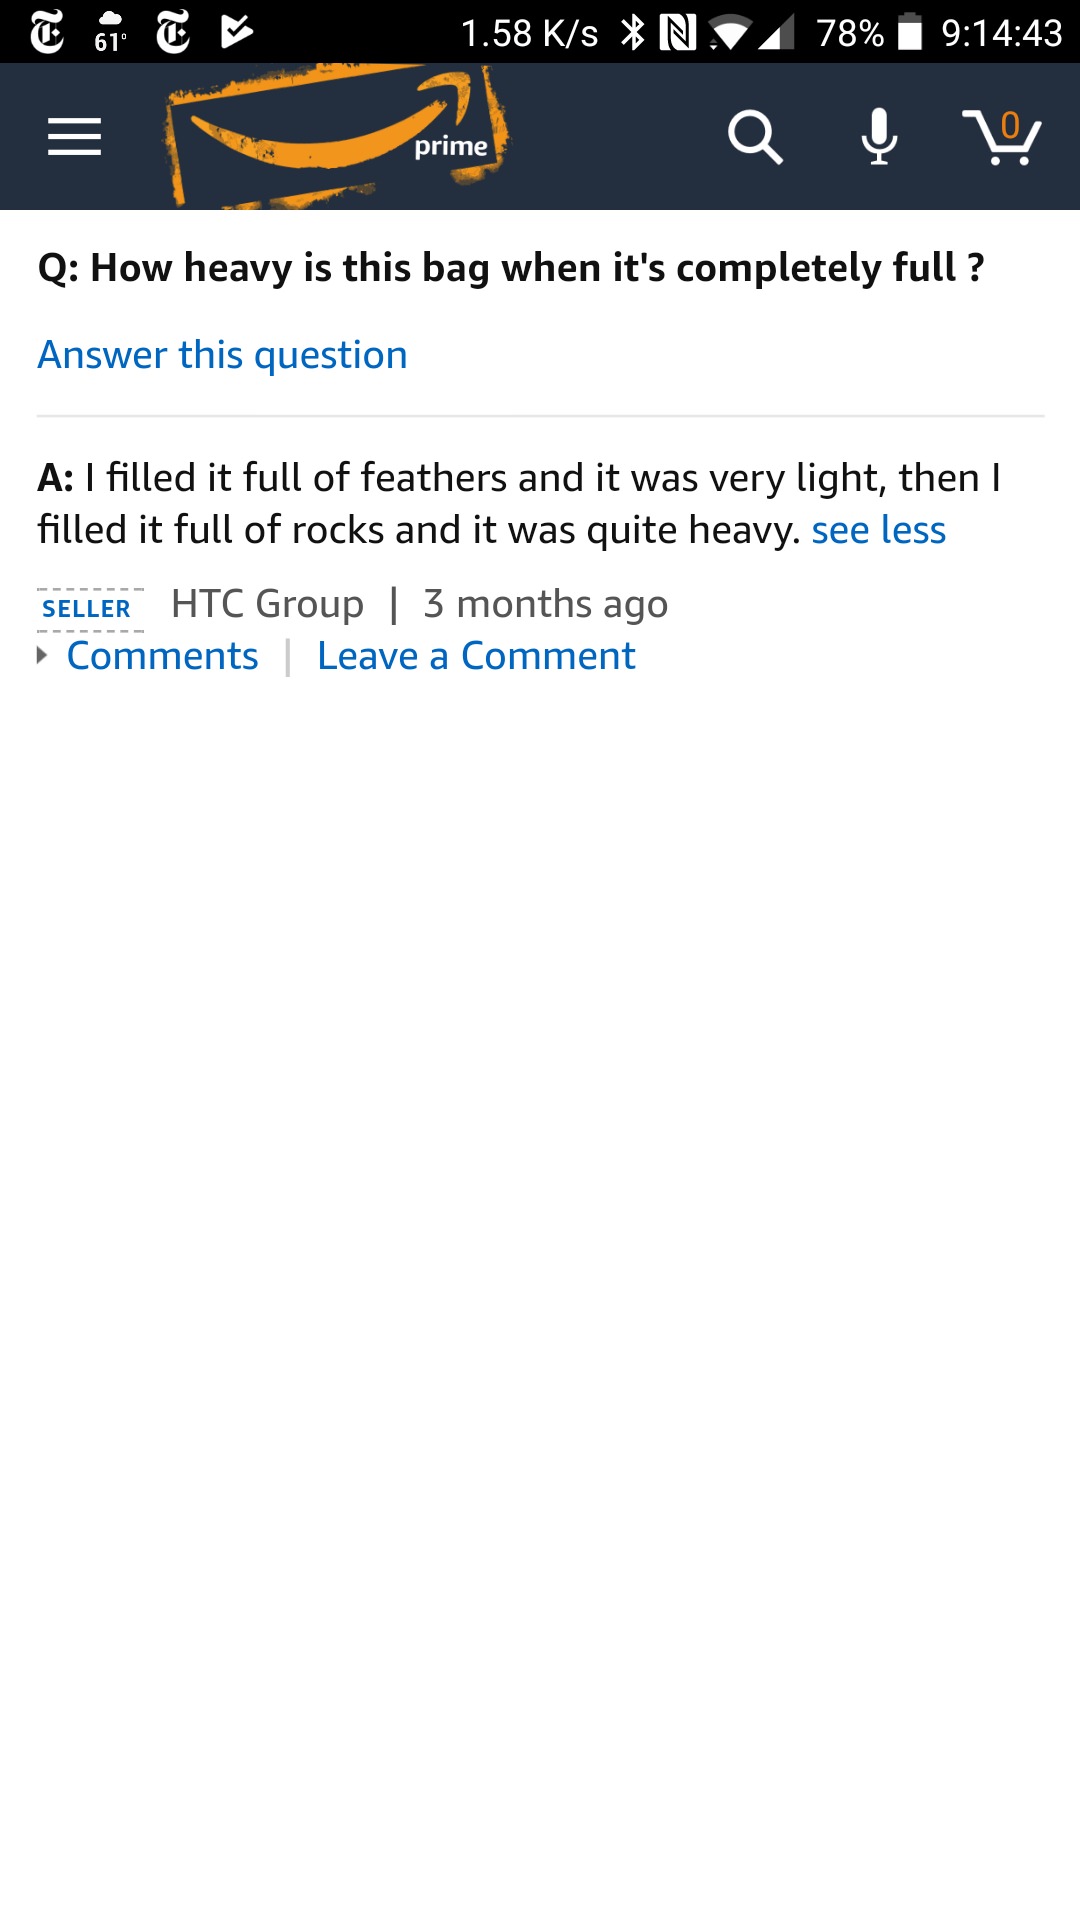 61°
1.58 K/s
78%
9:14:43
prime
0
Q: How heavy is this bag when it's completely full ?
Answer this question
A: I filled it full of feathers and it was very light, then I
filled it full of rocks and it was quite heavy. see less
SELLER HTC Group | 3 months ago
Comments | Leave a Comment